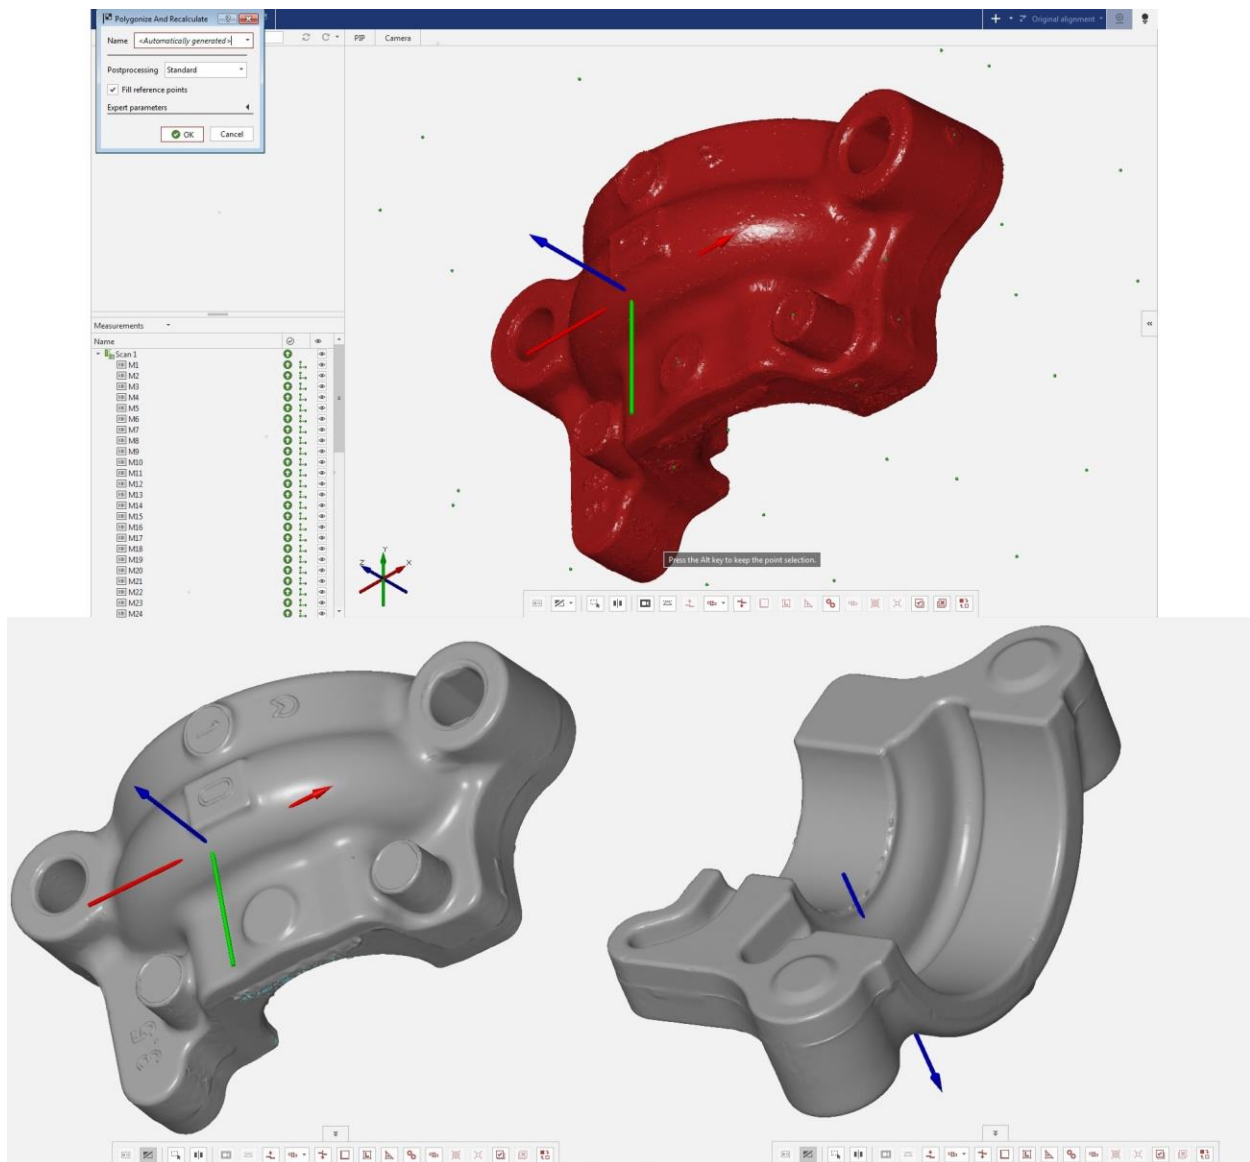 Polygonize And Recalculate
Name <Automatically generated>
Postprocessing Standard
Fill reference points
Expert parameters
OK Cancel
Original alignment
PIP Camera
Measurements
Name
Scan 1
M1
M2
M3
M4
M5
M6
M7
M8
M9
M10
M11
M12
M13
M14
M15
M16
M17
M18
M19
M20
M21
M22
M23
M24
Y
Z X
Press the Alt key to keep the point selection.